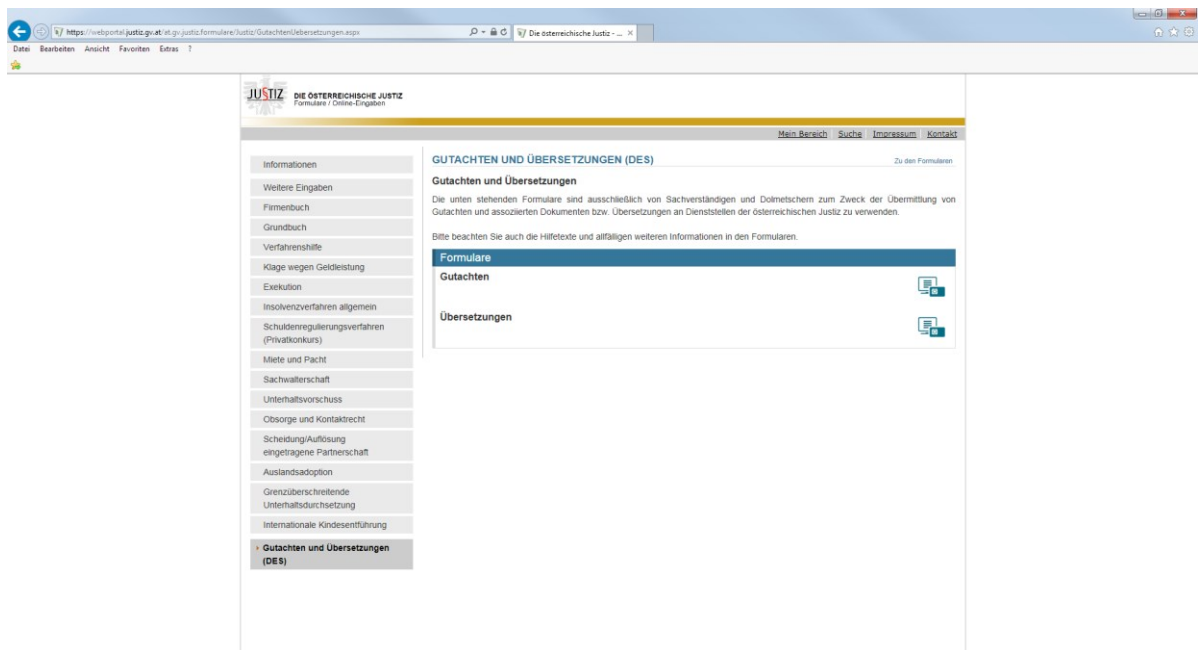 https://webportal.justiz.gv.at/at.gv.justiz.formulare/Justiz/GutachtenUebersetzungen.aspx
Die österreichische Justiz - ...
Datei Bearbeiten Ansicht Favoriten Extras ?
JUSTIZ
DIE ÖSTERREICHISCHE JUSTIZ
Formulare / Online-Eingaben
Mein Bereich Suche Impressum Kontakt
Informationen
Weitere Eingaben
Firmenbuch
Grundbuch
Verfahrenshilfe
Klage wegen Geldleistung
Exekution
Insolvenzverfahren allgemein
Schuldenregulierungsverfahren
(Privatkonkurs)
Miete und Pacht
Sachwalterschaft
Unterhaltsvorschuss
Obsorge und Kontaktrecht
Scheidung/Auflösung
eingetragene Partnerschaft
Auslandsadoption
Grenzüberschreitende
Unterhaltsdurchsetzung
Internationale Kindesentführung
Gutachten und Übersetzungen
(DES)
GUTACHTEN UND ÜBERSETZUNGEN (DES)
Zu den Formularen
Gutachten und Übersetzungen
Die unten stehenden Formulare sind ausschließlich von Sachverständigen und Dolmetschern zum Zweck der Übermittlung von
Gutachten und assoziierten Dokumenten bzw. Übersetzungen an Dienststellen der österreichischen Justiz zu verwenden.
Bitte beachten Sie auch die Hilfetexte und allfälligen weiteren Informationen in den Formularen.
Formulare
Gutachten
Übersetzungen